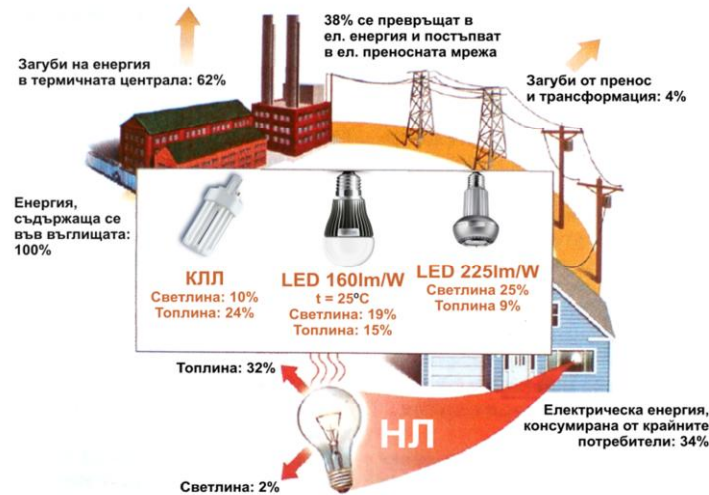 38% се превръщат в
ел. енергия и постъпват
в ел. преносната мрежа
Загуби на енергия
в термичната централа: 62%
Загуби от пренос
и трансформация: 4%
Енергия,
съдържаща се
във въглищата:
100%
КЛЛ
Светлина: 10%
Топлина: 24%
LED 160lm/W
t = 25°C
Светлина: 19%
Топлина: 15%
LED 225lm/W
Светлина 25%
Топлина 9%
Топлина: 32%
НЛ
Светлина: 2%
Електрическа енергия,
консумирана от крайните
потребители: 34%